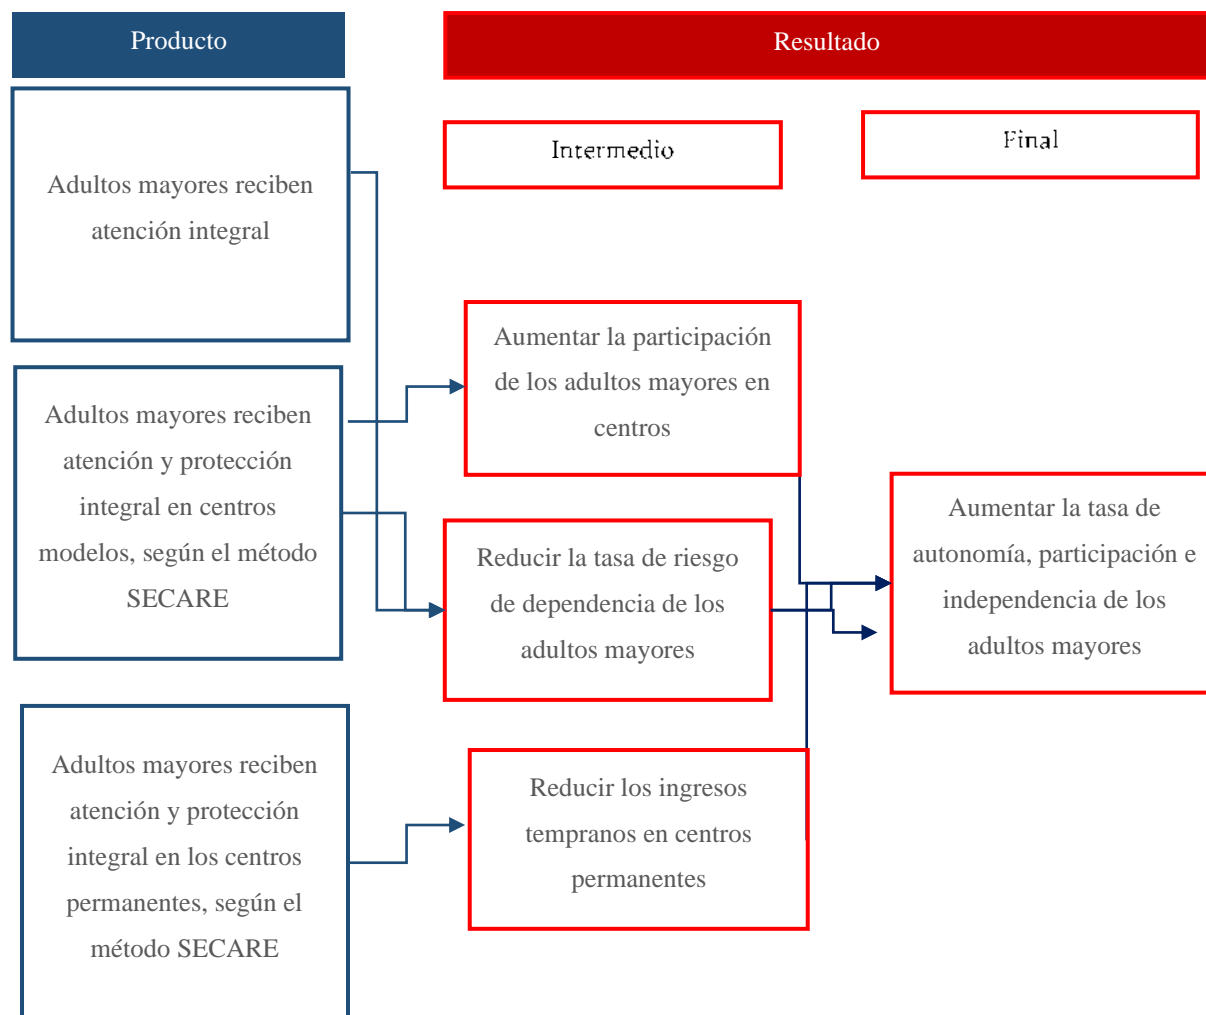 Producto
Resultado
Intermedio
Final
Adultos mayores reciben
atención integral
Aumentar la participación
de los adultos mayores en
centros
Adultos mayores reciben
atención y protección
integral en centros
modelos, según el método
SECARE
Reducir la tasa de riesgo
de dependencia de los
adultos mayores
Aumentar la tasa de
autonomía, participación e
independencia de los
adultos mayores
Adultos mayores reciben
atención y protección
integral en los centros
permanentes, según el
método SECARE
Reducir los ingresos
tempranos en centros
permanentes